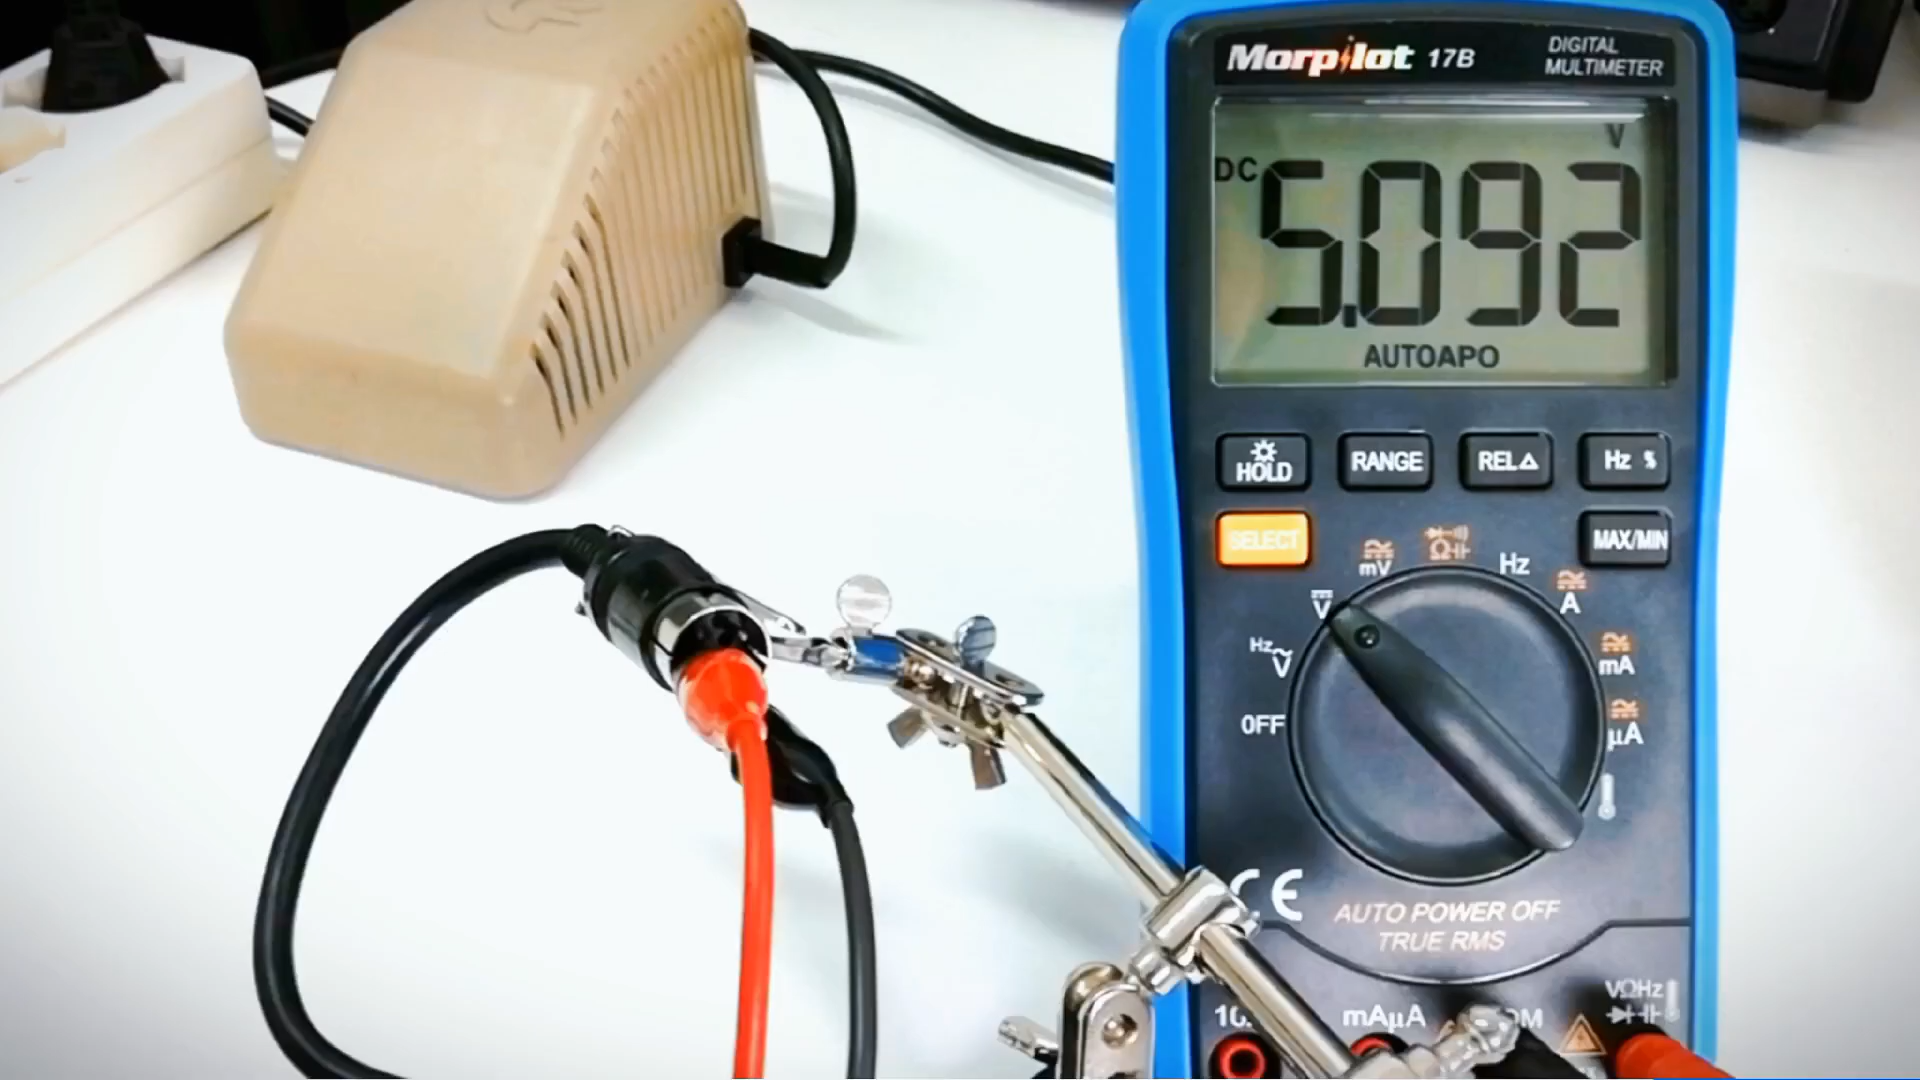 Morpilot 17B
DIGITAL
MULTIMETER
V
DC 5.092
AUTOAPO
HOLD RANGE REL△ Hz %
SELECT MAX/MIN
mV
Hz
V
A
Hz
V
mA
OFF
μA
CE
AUTO POWER OFF
TRUE RMS
VΩHz
mAμA